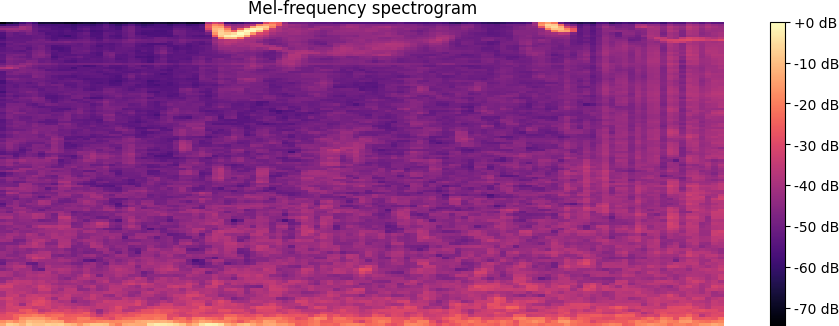 Mel-frequency spectrogram
+0 dB
-10 dB
-20 dB
-30 dB
-40 dB
-50 dB
-60 dB
-70 dB